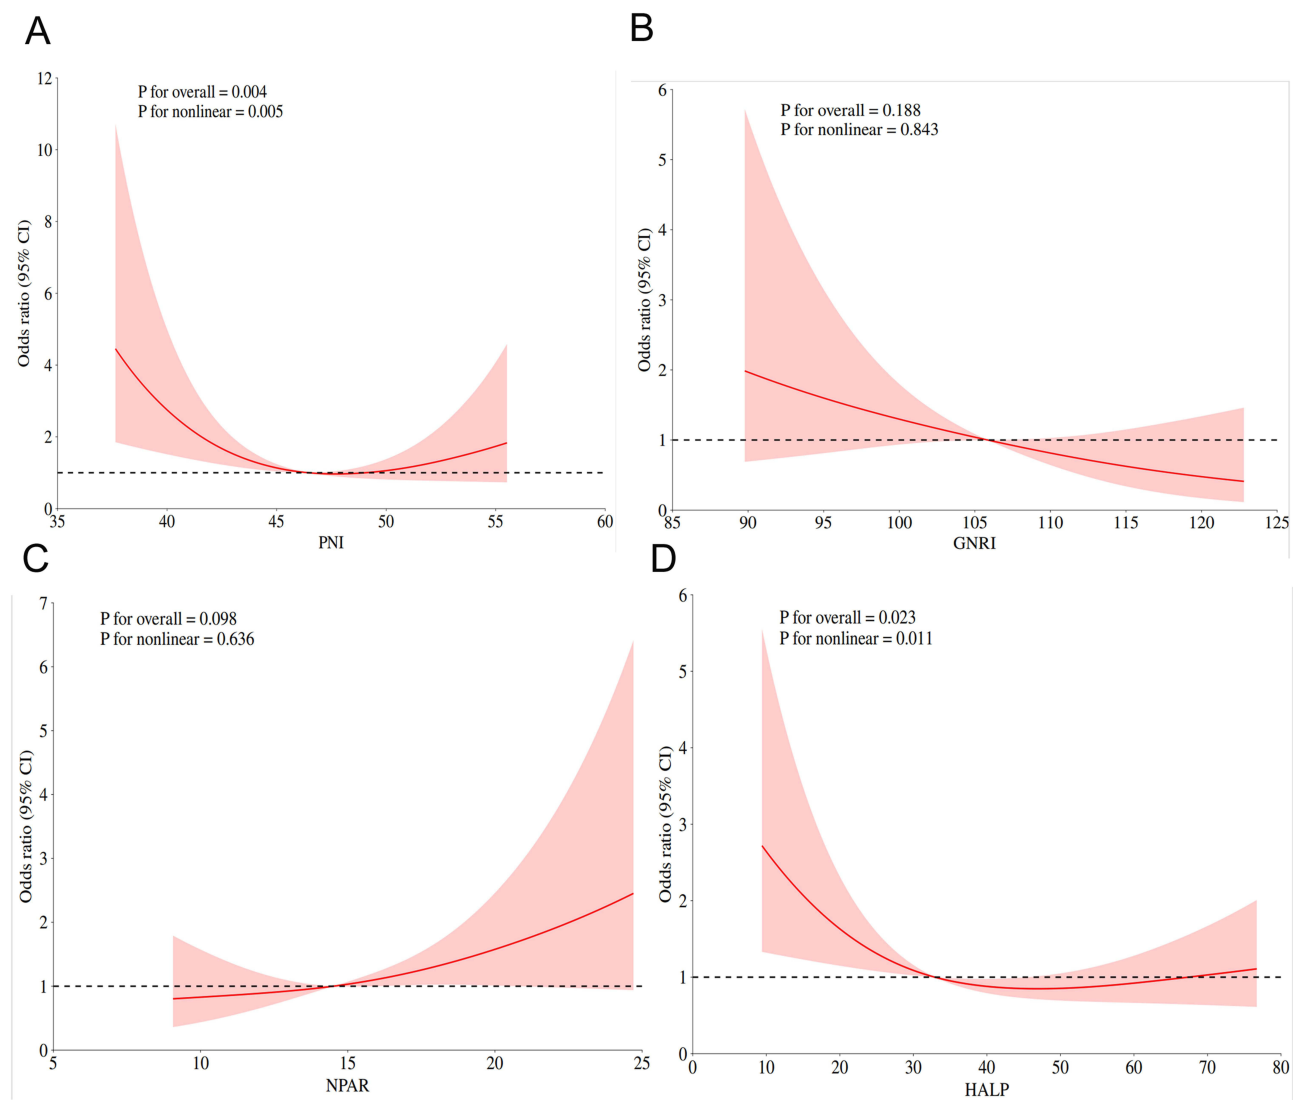 A
P for overall = 0.004
P for nonlinear = 0.005
Odds ratio (95% CI)
12
10
8
6
4
2
0
35
40
45
50
55
60
PNI
B
P for overall = 0.188
P for nonlinear = 0.843
Odds ratio (95% CI)
6
5
4
3
2
1
0
85
90
95
100
105
110
115
120
125
GNRI
C
P for overall = 0.098
P for nonlinear = 0.636
Odds ratio (95% CI)
7
6
5
4
3
2
1
0
5
10
15
20
25
NPAR
D
P for overall = 0.023
P for nonlinear = 0.011
Odds ratio (95% CI)
6
5
4
3
2
1
0
0
10
20
30
40
50
60
70
80
HALP